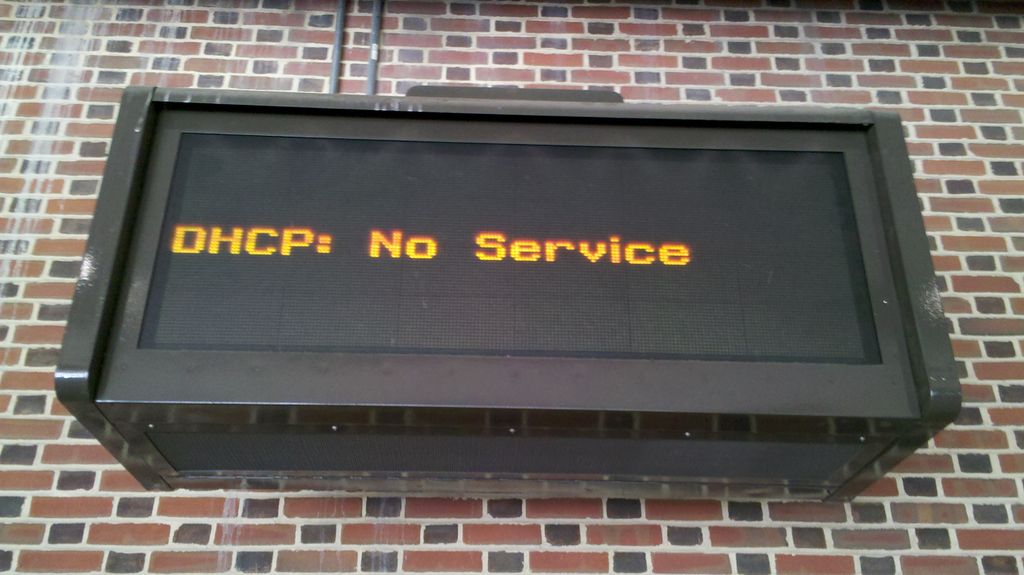 DHCP: No Service